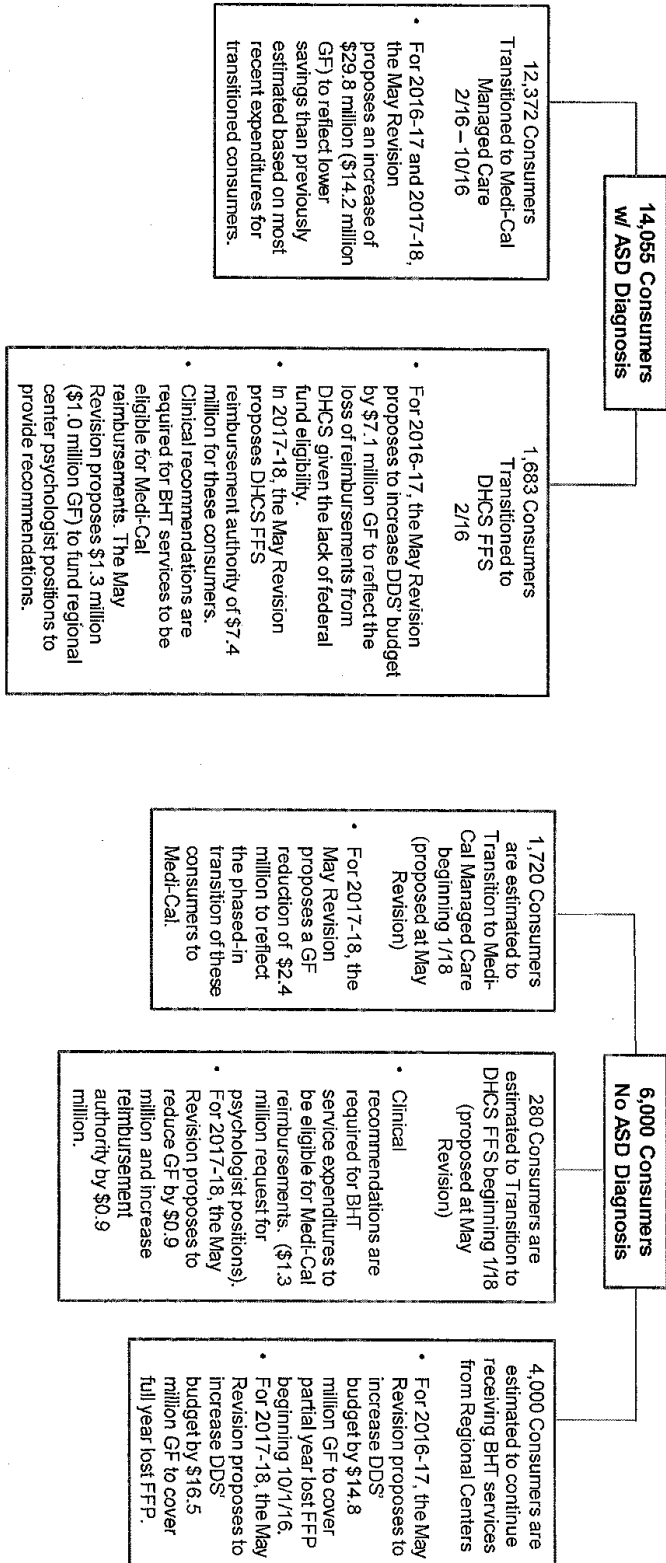 14,055 Consumers
w/ ASD Diagnosis
12,372 Consumers
Transitioned to Medi-Cal
Managed Care
2/16 – 10/16
• For 2016-17 and 2017-18,
the May Revision
proposes an increase of
$29.8 million ($14.2 million
GF) to reflect lower
savings than previously
estimated based on most
recent expenditures for
transitioned consumers.
1,683 Consumers
Transitioned to
DHCS FFS
2/16
• For 2016-17, the May Revision
proposes to increase DDS' budget
by $7.1 million GF to reflect the
loss of reimbursements from
DHCS given the lack of federal
fund eligibility.
• In 2017-18, the May Revision
proposes DHCS FFS
reimbursement authority of $7.4
million for these consumers.
• Clinical recommendations are
required for BHT services to be
eligible for Medi-Cal
reimbursements. The May
Revision proposes $1.3 million
($1.0 million GF) to fund regional
center psychologist positions to
provide recommendations.
6,000 Consumers
No ASD Diagnosis
1,720 Consumers
are estimated to
Transition to Medi-
Cal Managed Care
beginning 1/18
(proposed at May
Revision)
• For 2017-18, the
May Revision
proposes a GF
reduction of $2.4
million to reflect
the phased-in
transition of these
consumers to
Medi-Cal.
280 Consumers are
estimated to Transition to
DHCS FFS beginning 1/18
(proposed at May
Revision)
• Clinical
recommendations are
required for BHT
service expenditures to
be eligible for Medi-Cal
reimbursements. ($1.3
million request for
psychologist positions).
• For 2017-18, the May
Revision proposes to
reduce GF by $0.9
million and increase
reimbursement
authority by $0.9
million.
4,000 Consumers are
estimated to continue
receiving BHT services
from Regional Centers
• For 2016-17, the May
Revision proposes to
increase DDS'
budget by $14.8
million GF to cover
partial year lost FFP
beginning 10/1/16.
• For 2017-18, the May
Revision proposes to
increase DDS'
budget by $16.5
million GF to cover
full year lost FFP.